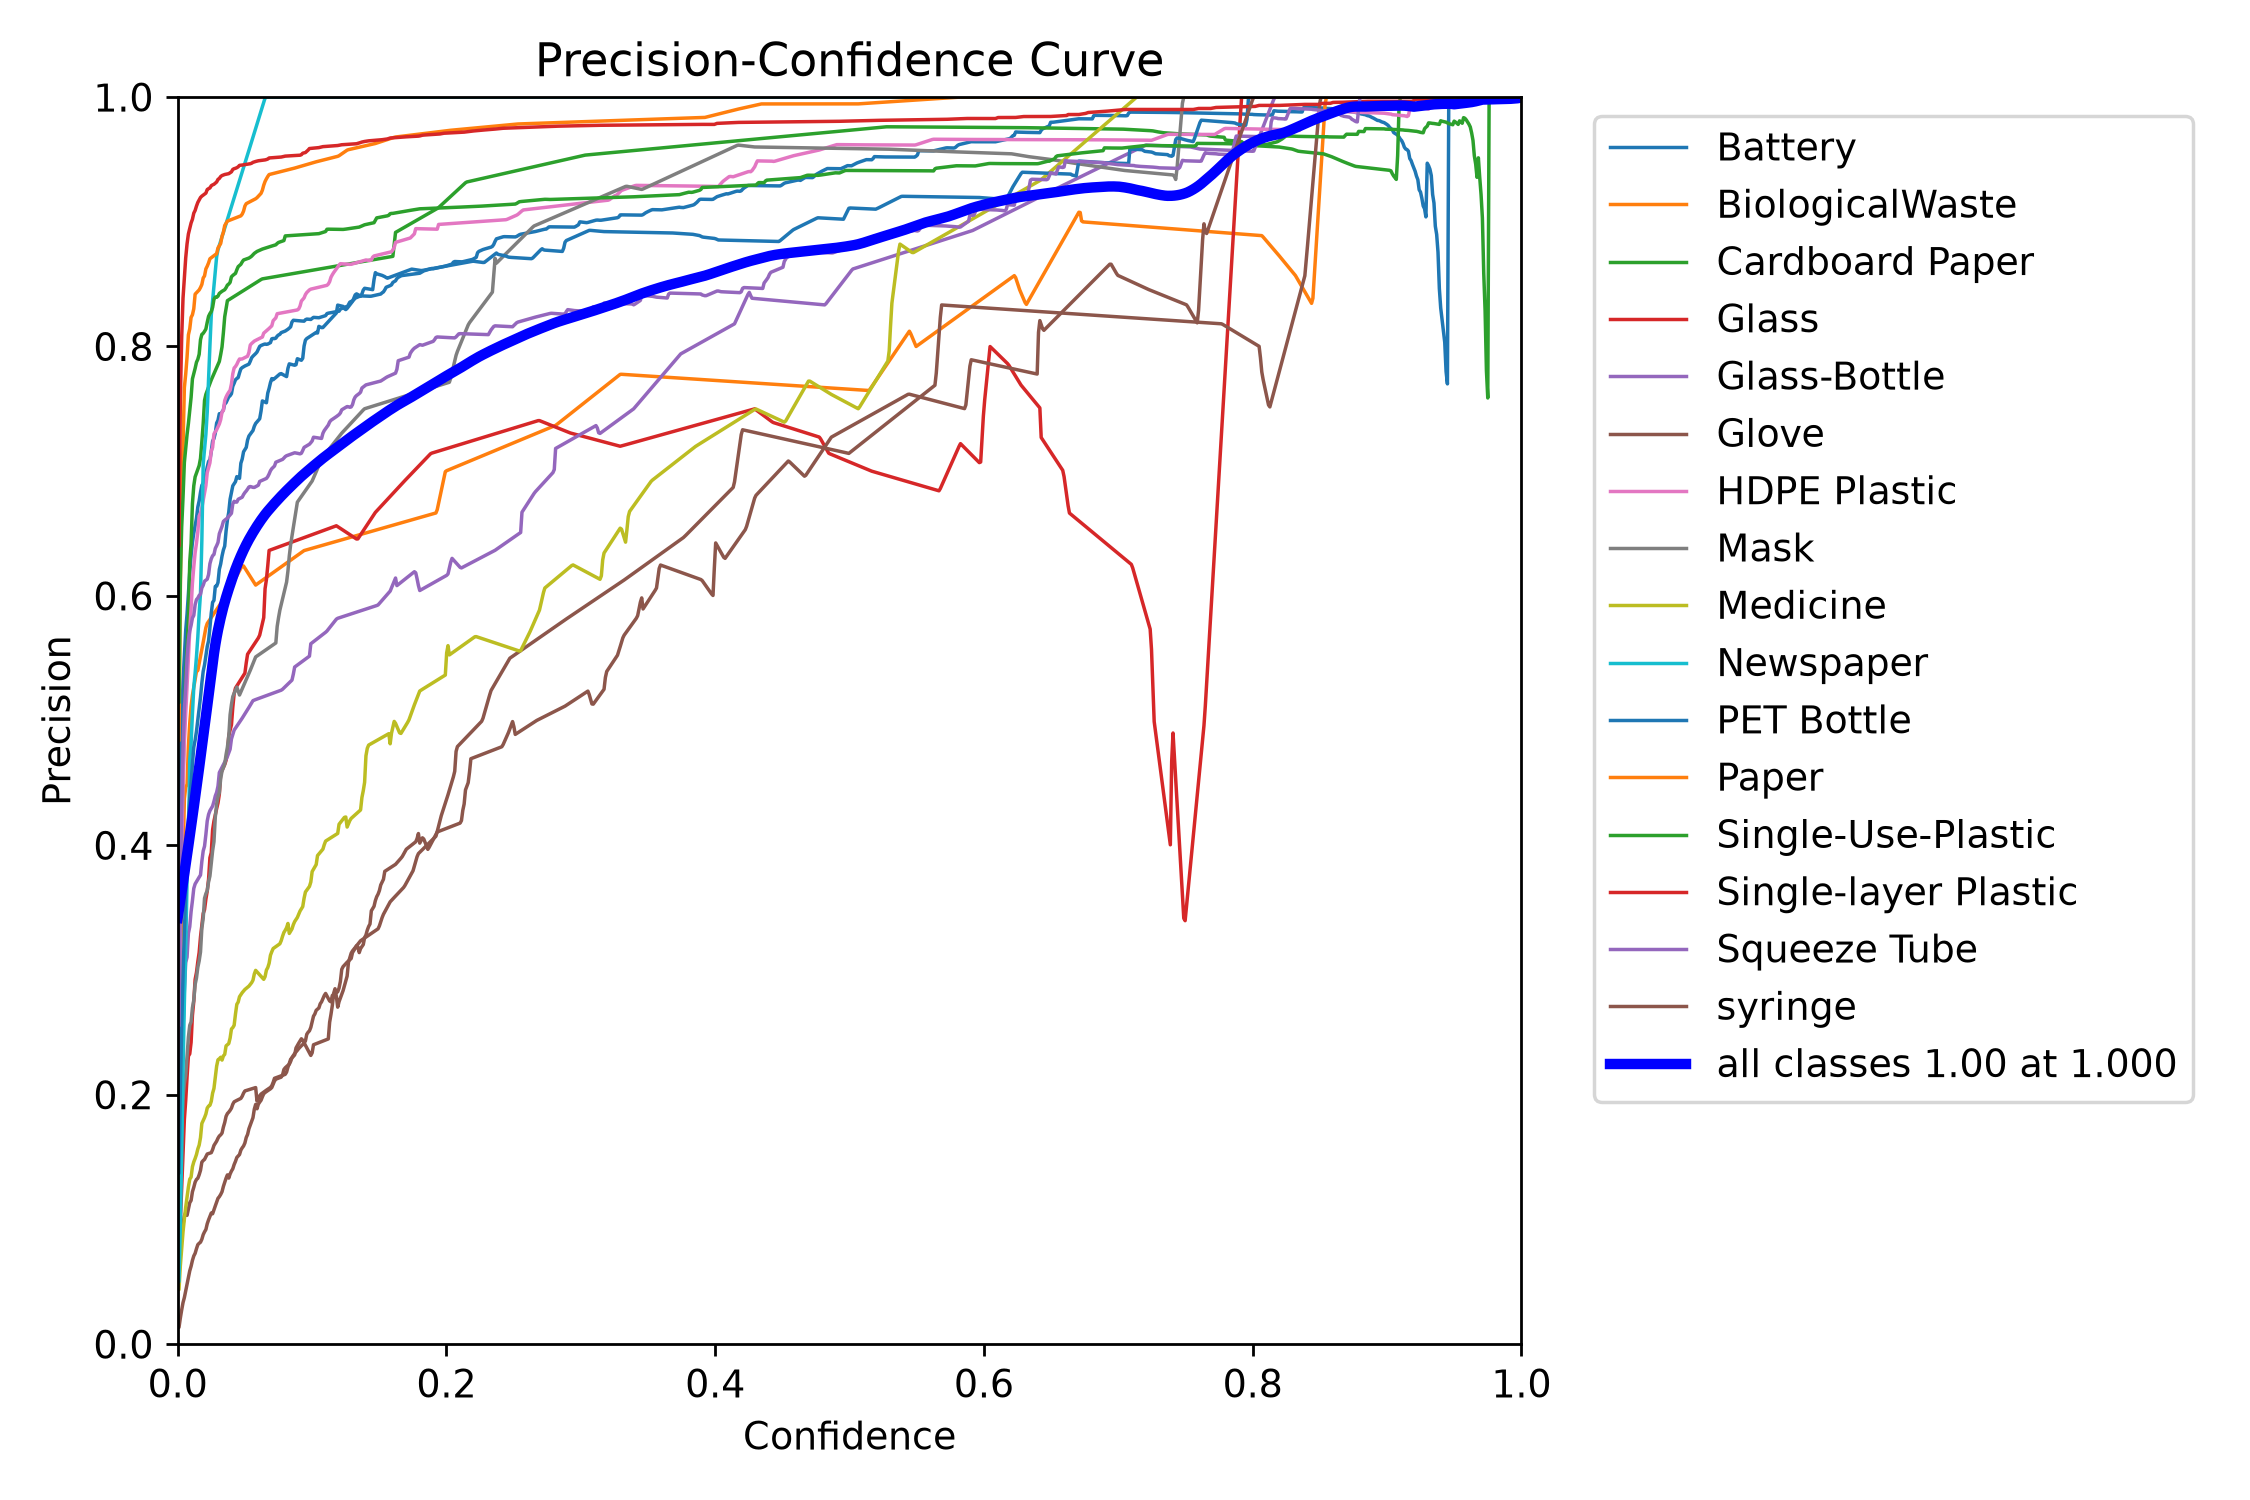 Precision-Confidence Curve
1.0
0.8
0.6
0.4
0.2
0.0
Precision
0.0 0.2 0.4 0.6 0.8 1.0
Confidence
Battery
BiologicalWaste
Cardboard Paper
Glass
Glass-Bottle
Glove
HDPE Plastic
Mask
Medicine
Newspaper
PET Bottle
Paper
Single-Use-Plastic
Single-layer Plastic
Squeeze Tube
syringe
all classes 1.00 at 1.000